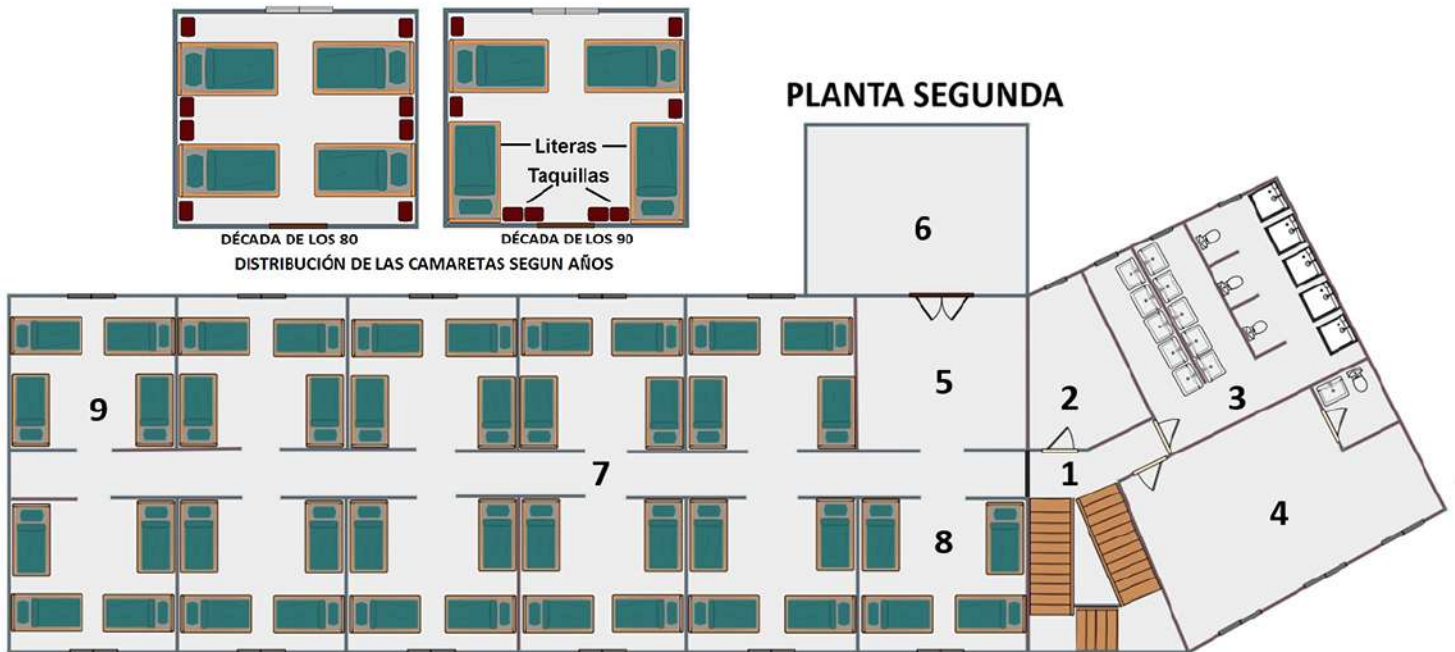 PLANTA SEGUNDA
Literas
Taquillas
DÉCADA DE LOS 80
DÉCADA DE LOS 90
DISTRIBUCIÓN DE LAS CAMARETAS SEGUN AÑOS
6
5
2
3
9
7
1
8
4